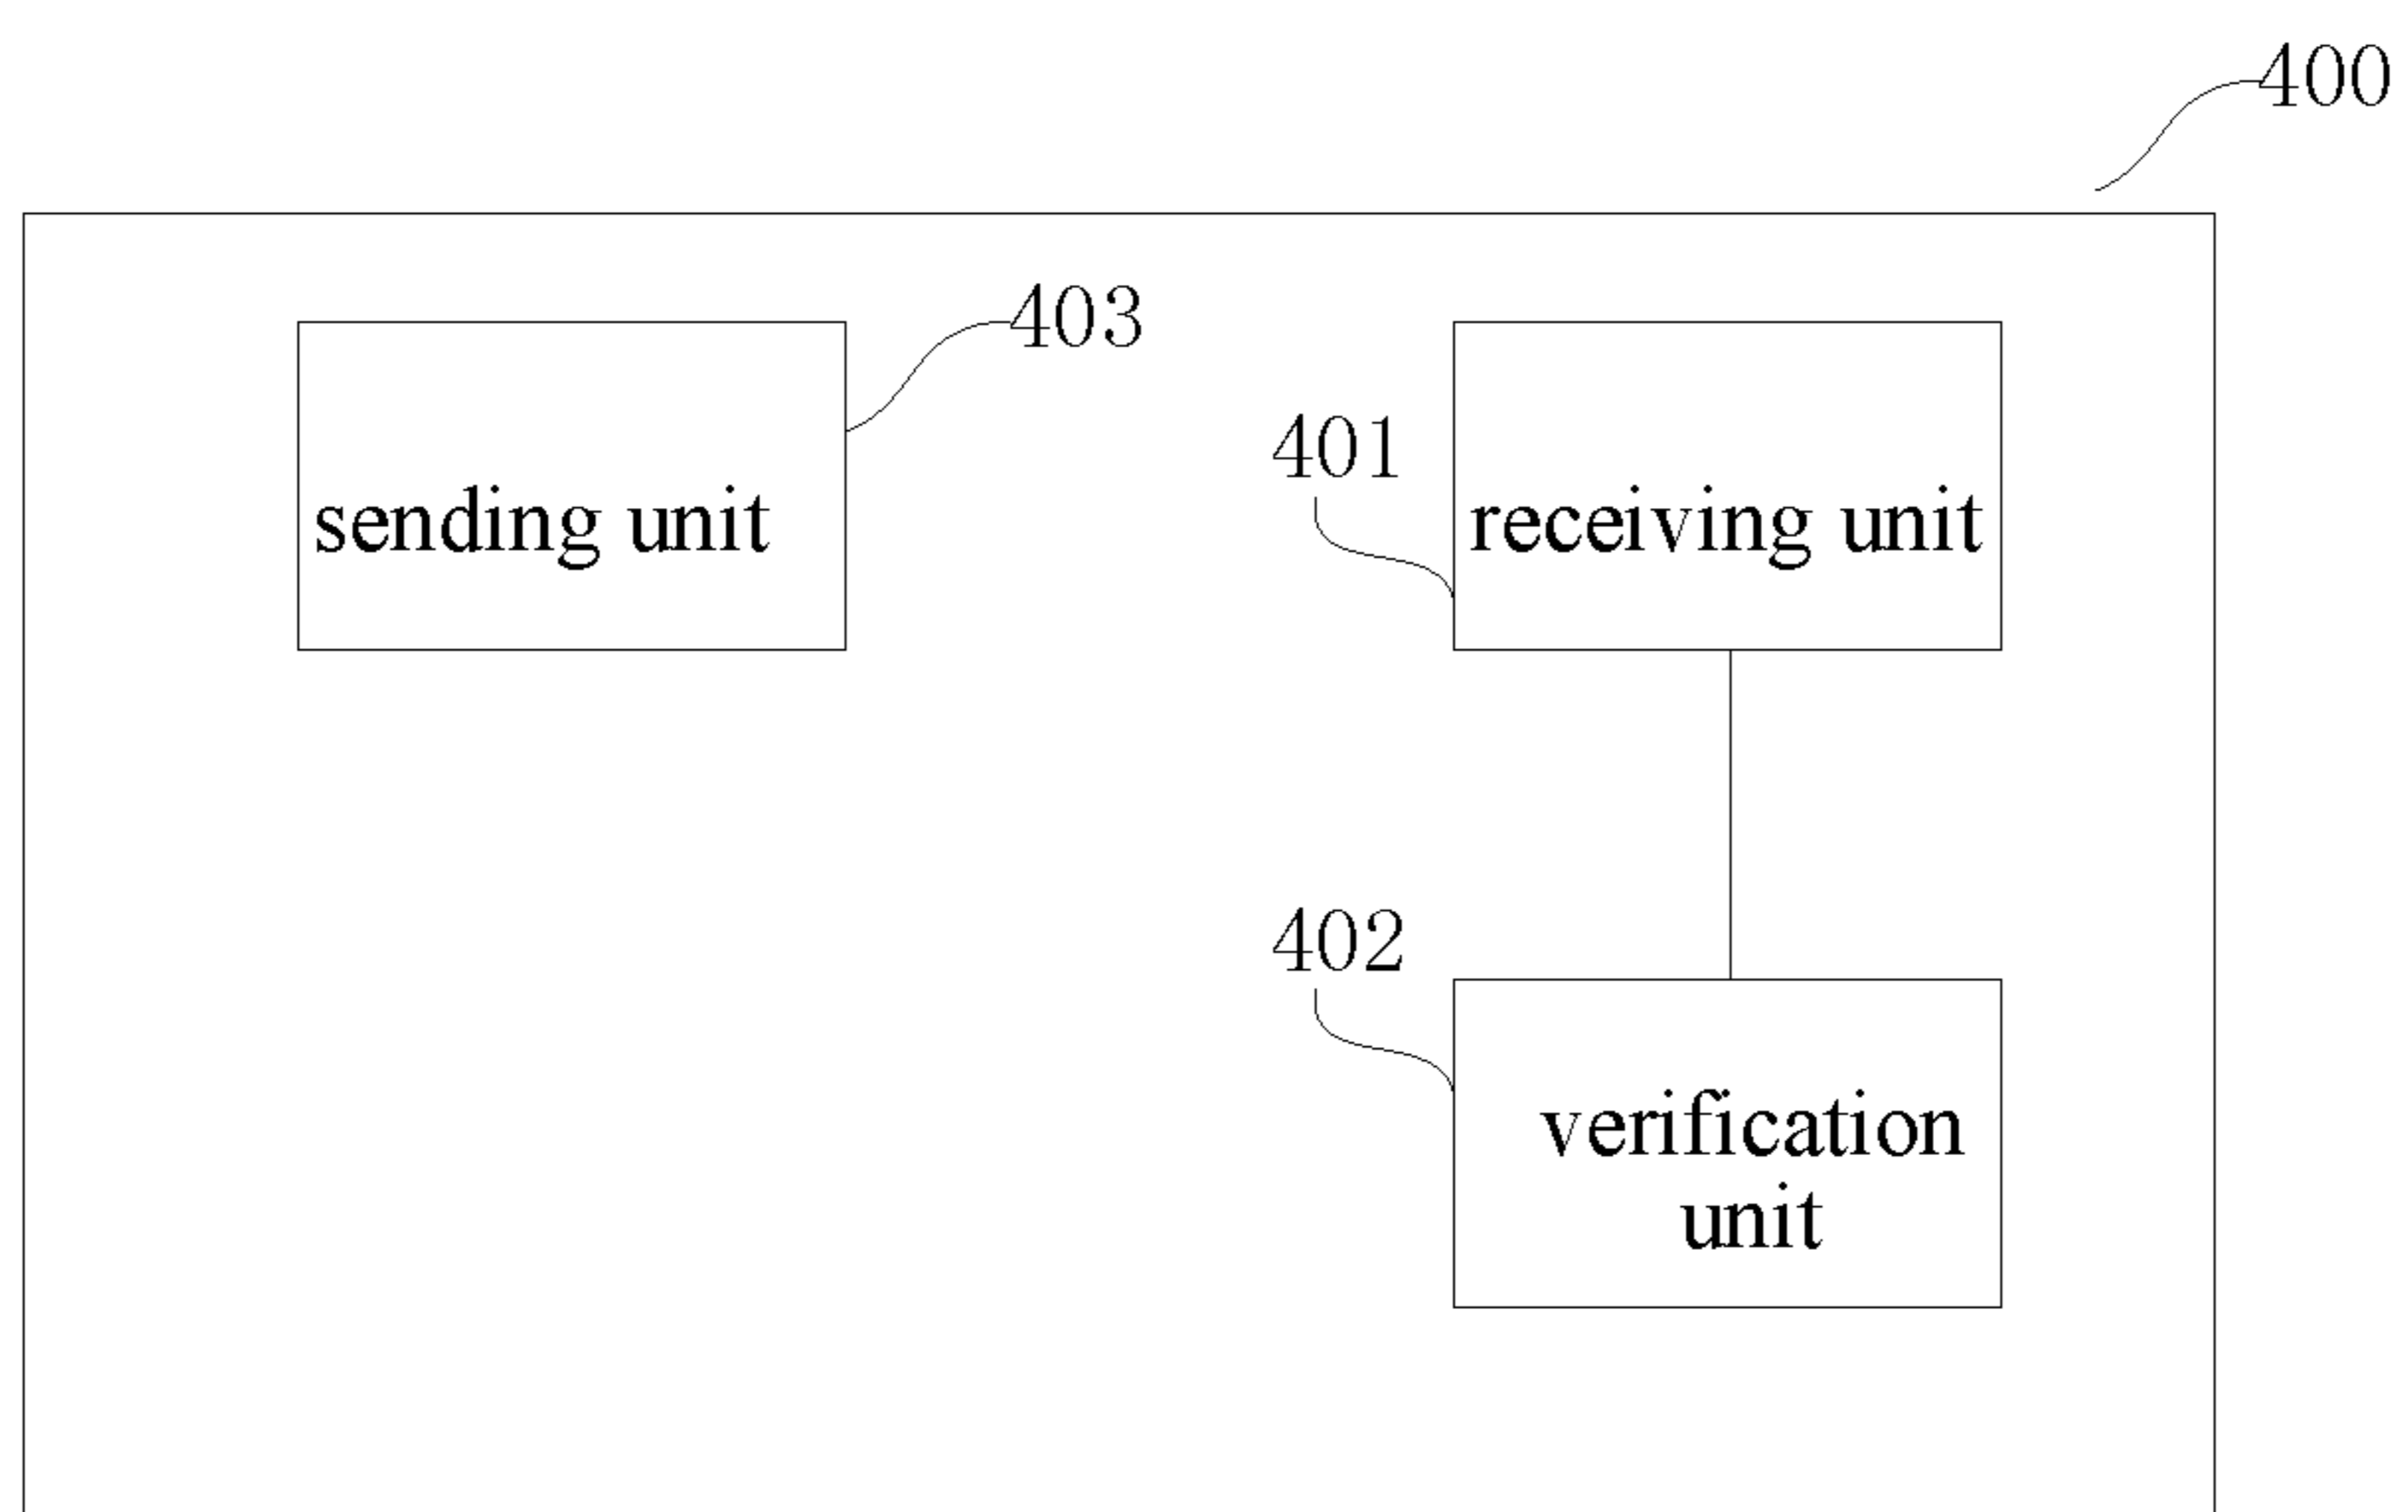 400
403
401
sending unit
receiving unit
402
verification
unit